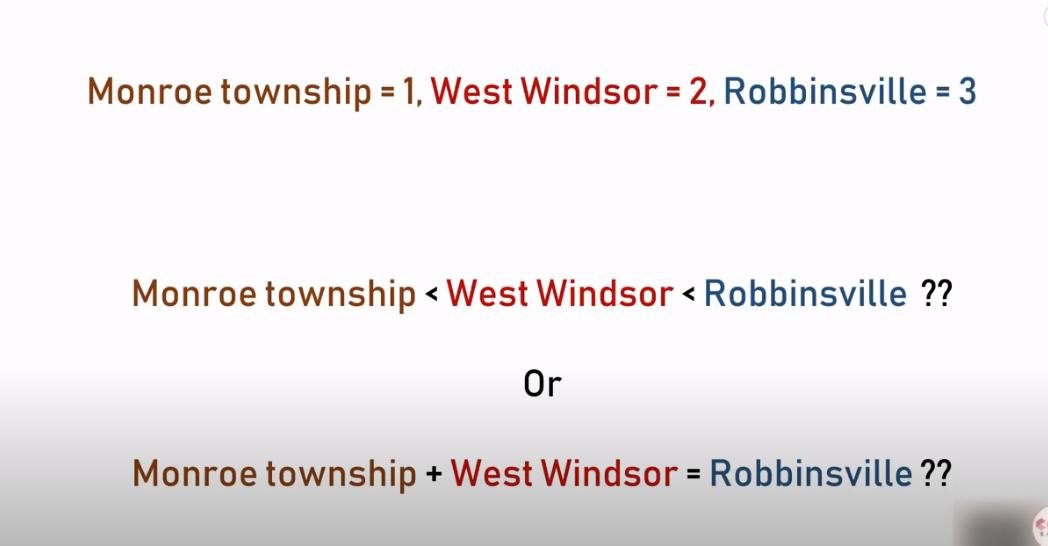 Monroe township = 1, West Windsor = 2, Robbinsville = 3
Monroe township < West Windsor < Robbinsville ??
Or
Monroe township + West Windsor = Robbinsville ??